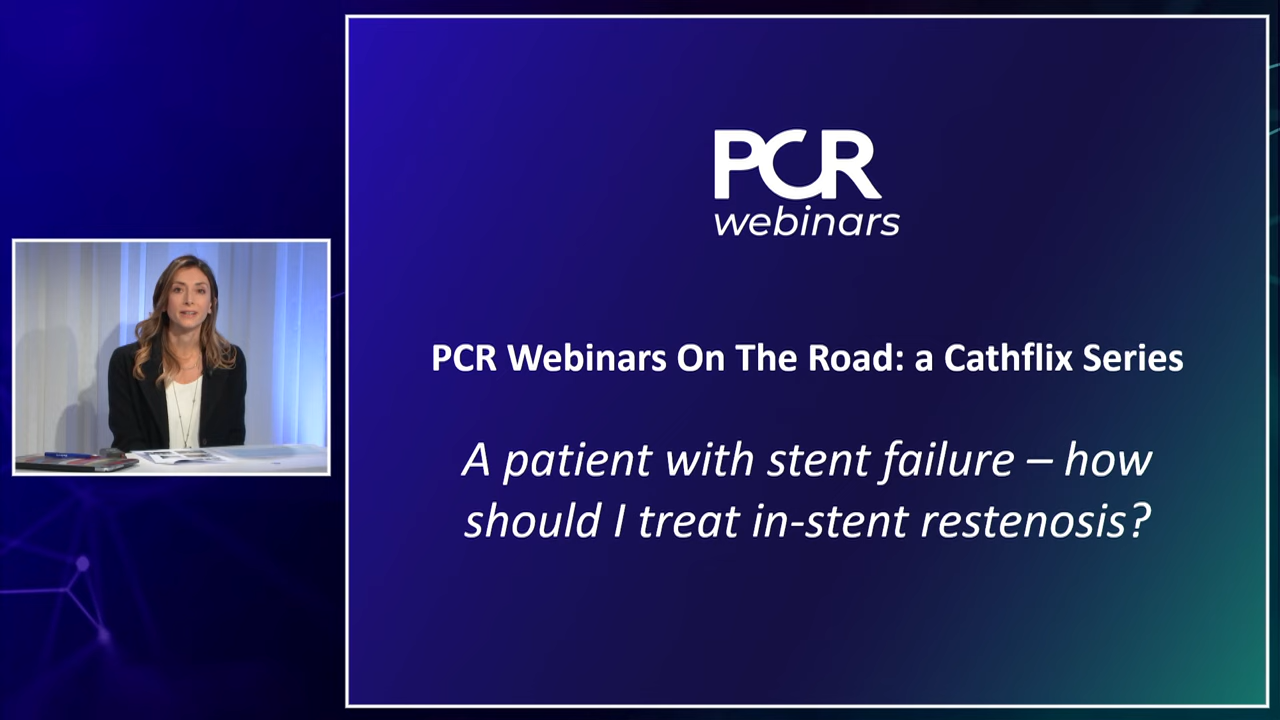 PCR
webinars
PCR Webinars On The Road: a Cathflix Series
A patient with stent failure – how
should I treat in-stent restenosis?